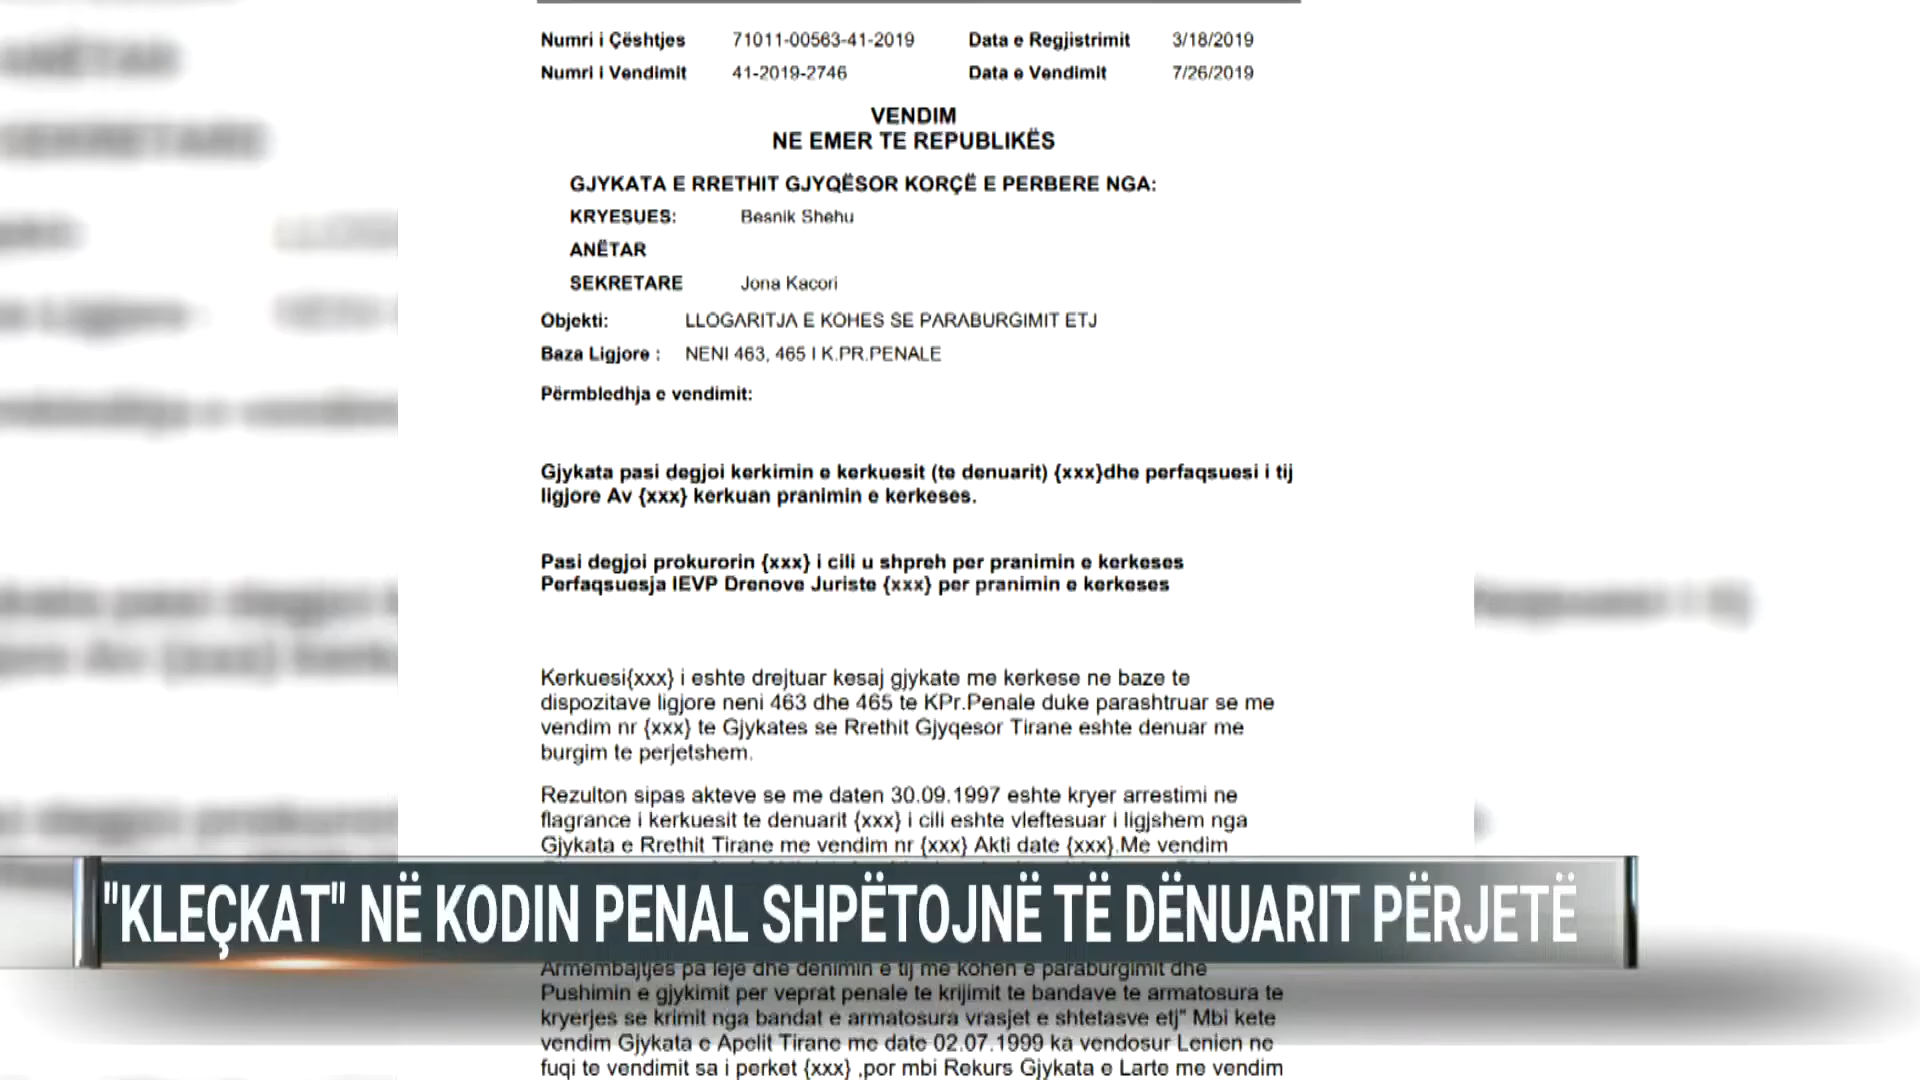 Numri i Çështjes 71011-00563-41-2019 Data e Regjistrimit 3/18/2019
Numri i Vendimit 41-2019-2746 Data e Vendimit 7/26/2019
VENDIM
NE EMER TE REPUBLIKËS
GJYKATA E RRETHIT GJYQËSOR KORÇË E PERBERE NGA:
KRYESUES: Besnik Shehu
ANËTAR
SEKRETARE Jona Kacori
Objekti: LLOGARITJA E KOHES SE PARABURGIMIT ETJ
Baza Ligjore : NENI 463, 465 I K.PR.PENALE
Përmbledhja e vendimit:
Gjykata pasi degjoi kerkimin e kerkuesit (te denuarit) {xxx}dhe perfaqsuesi i tij
ligjore Av {xxx} kerkuan pranimin e kerkeses.
Pasi degjoi prokurorin {xxx} i cili u shpreh per pranimin e kerkeses
Perfaqsuesja IEVP Drenove Juriste {xxx} per pranimin e kerkeses
Kerkuesi{xxx} i eshte drejtuar kesaj gjykate me kerkese ne baze te
dispozitave ligjore neni 463 dhe 465 te KPr.Penale duke parashtruar se me
vendim nr {xxx} te Gjykates se Rrethit Gjyqesor Tirane eshte denuar me
burgim te perjetshem.
Rezulton sipas akteve se me daten 30.09.1997 eshte kryer arrestimi ne
flagrance i kerkuesit te denuarit {xxx} i cili eshte vleftesuar i ligjshem nga
Gjykata e Rrethit Tirane me vendim nr {xxx} Akti date {xxx}.Me vendim
"KLEÇKAT" NË KODIN PENAL SHPËTOJNË TË DËNUARIT PËRJETË
Armembajtjes pa leje dhe denimin e tij me kohen e paraburgimit dhe
Pushimin e gjykimit per veprat penale te krijimit te bandave te armatosura te
kryerjes se krimit nga bandat e armatosura vrasjet e shtetasve etj" Mbi kete
vendim Gjykata e Apelit Tirane me date 02.07.1999 ka vendosur Lenien ne
fuqi te vendimit sa i perket {xxx} ,por mbi Rekurs Gjykata e Larte me vendim